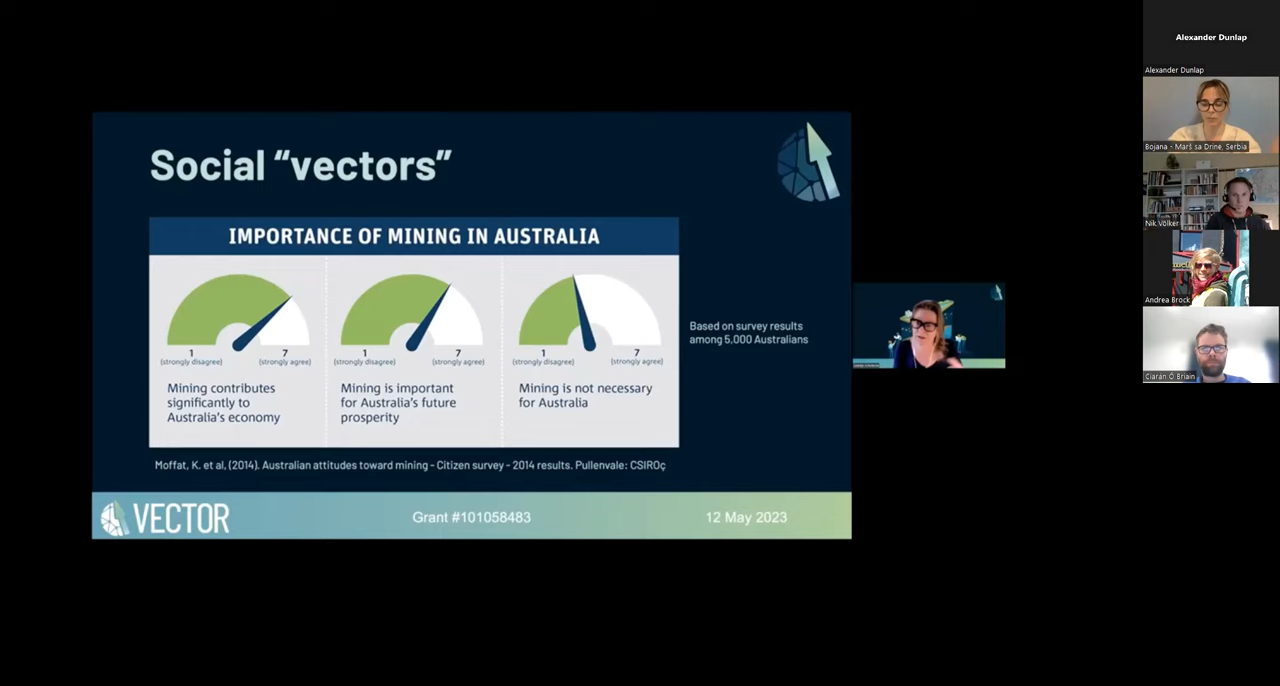 Social “vectors”
IMPORTANCE OF MINING IN AUSTRALIA
1
(strongly disagree)
7
(strongly agree)
Mining contributes
significantly to
Australia's economy
1
(strongly disagree)
7
(strongly agree)
Mining is important
for Australia's future
prosperity
1
(strongly disagree)
7
(strongly agree)
Mining is not necessary
for Australia
Based on survey results
among 5,000 Australians
Moffat, K. et al, (2014). Australian attitudes toward mining - Citizen survey - 2014 results. Pullenvale: CSIROç
VECTOR
Grant #101058483
12 May 2023
Alexander Dunlap
Alexander Dunlap
Bojana - Marš sa Drine, Serbia
Nik Völker
Andrea Brock
Ciarán Ó Briain